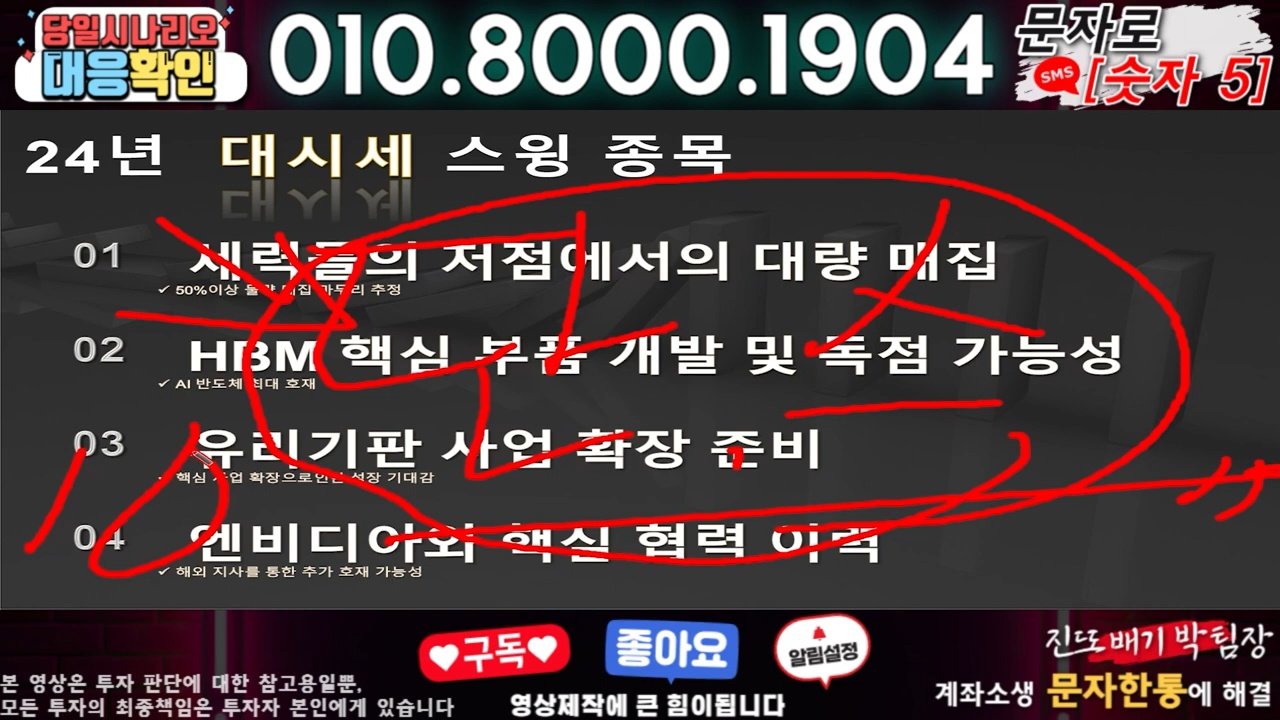 당일시나리오
대응확인
010.8000.1904
문자로
SMS [숫자 5]
24년 대시세 스윙 종목
01 세력들의 저점에서의 대량 매집
✓ 50%이상 물량 매집 마무리 추정
02 HBM 핵심 부품 개발 및 독점 가능성
✓ AI 반도체 최대 호재
03 유리기판 사업 확장 준비
✓ 핵심 사업 확장으로인한 성장 기대감
04 엔비디아와 핵심 협력 이력
✓ 해외 지사를 통한 추가 호재 가능성
구독
좋아요
알림설정
영상제작에 큰 힘이됩니다
본 영상은 투자 판단에 대한 참고용일뿐,
모든 투자의 최종책임은 투자자 본인에게 있습니다
진또배기 박팀장
계좌소생 문자한통에 해결